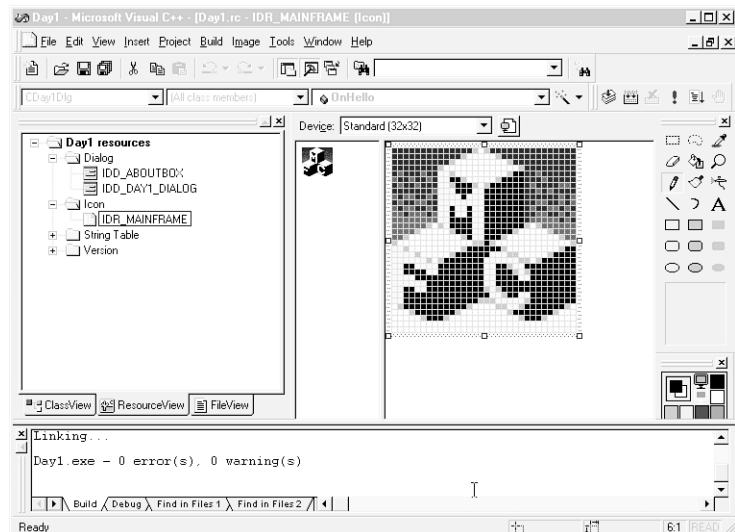 Day1 - Microsoft Visual C++ - [Day1.rc - IDR_MAINFRAME (Icon)]
File Edit View Insert Project Build Image Tools Window Help
CDay1Dlg
(All class members)
OnHello
Device: Standard (32x32)
Day1 resources
Dialog
IDD_ABOUTBOX
IDD_DAY1_DIALOG
Icon
IDR_MAINFRAME
String Table
Version
A
ClassView ResourceView FileView
Linking...
Day1.exe - 0 error(s), 0 warning(s)
Build Debug Find in Files 1 Find in Files 2
Ready
6:1 READ